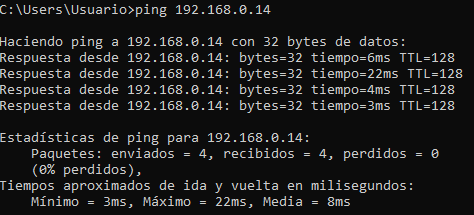 C:\Users\Usuario>ping 192.168.0.14
Haciendo ping a 192.168.0.14 con 32 bytes de datos:
Respuesta desde 192.168.0.14: bytes=32 tiempo=6ms TTL=128
Respuesta desde 192.168.0.14: bytes=32 tiempo=22ms TTL=128
Respuesta desde 192.168.0.14: bytes=32 tiempo=4ms TTL=128
Respuesta desde 192.168.0.14: bytes=32 tiempo=3ms TTL=128
Estadísticas de ping para 192.168.0.14:
Paquetes: enviados = 4, recibidos = 4, perdidos = 0
(0% perdidos),
Tiempos aproximados de ida y vuelta en milisegundos:
Mínimo = 3ms, Máximo = 22ms, Media = 8ms